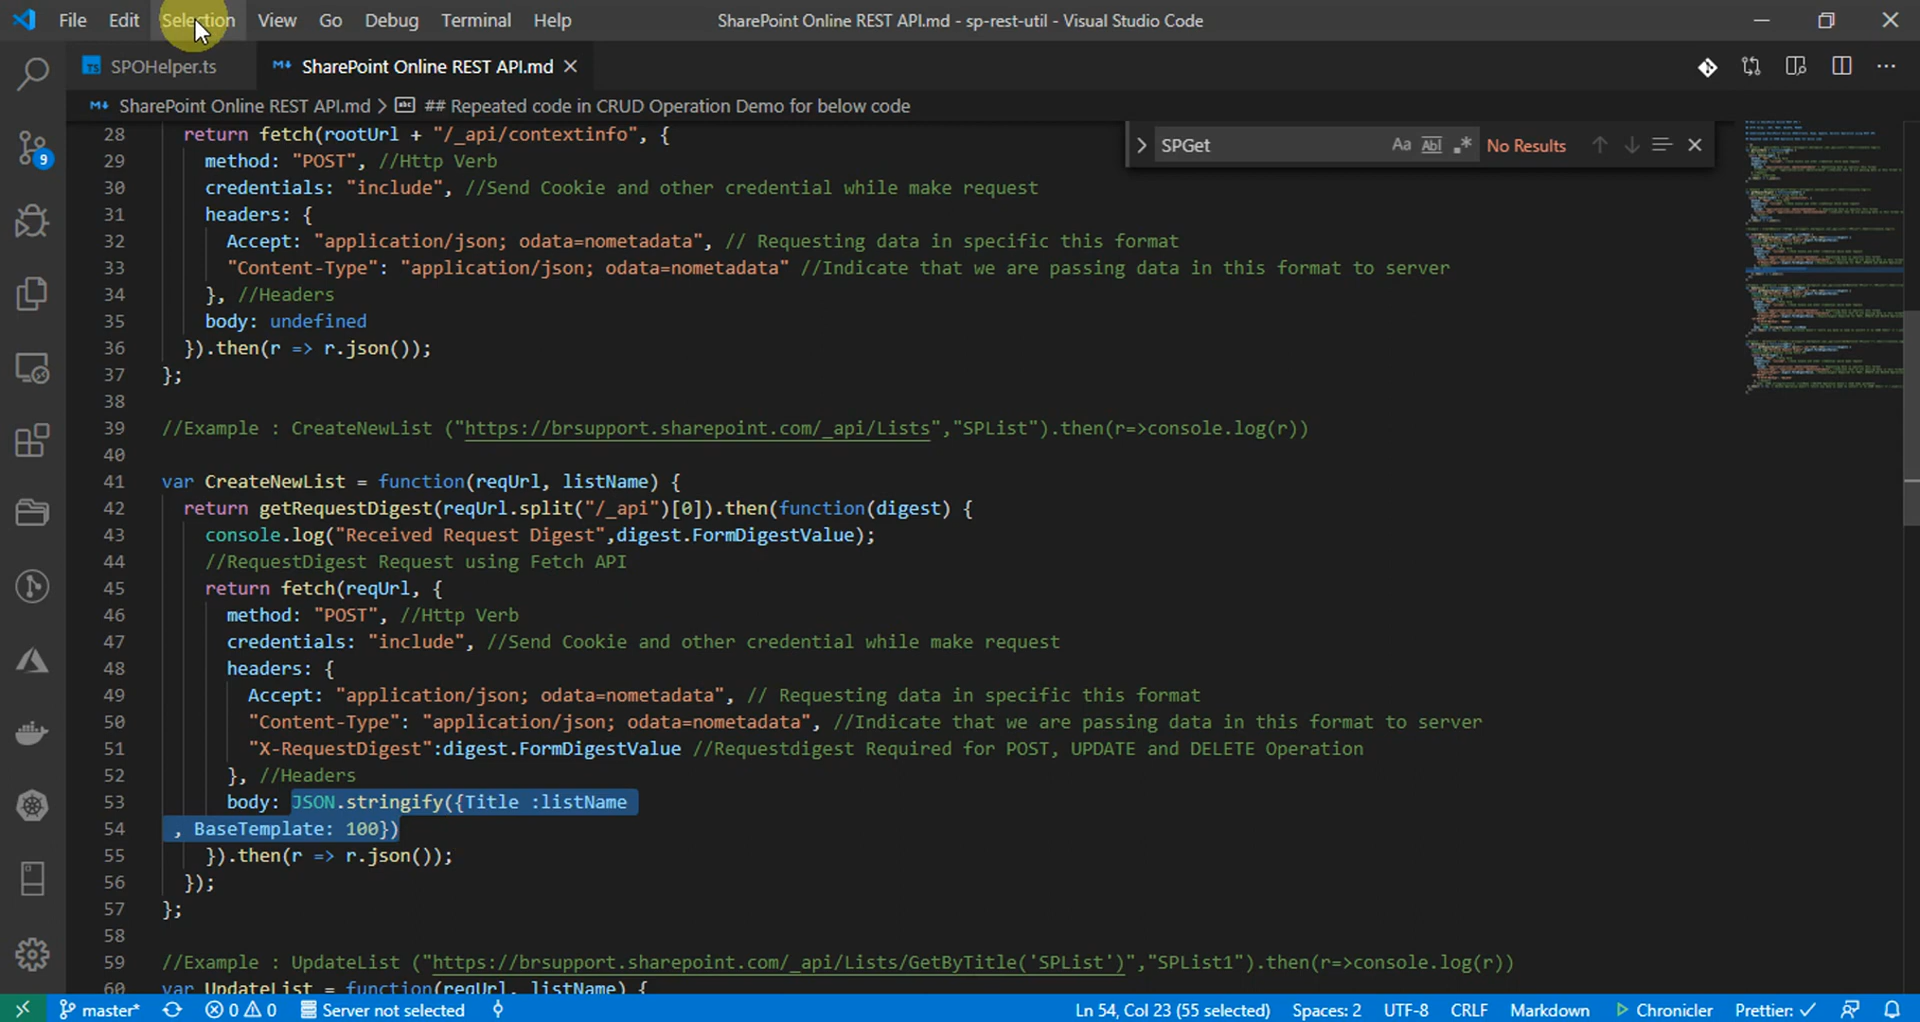 File Edit Selection View Go Debug Terminal Help SharePoint Online REST API.md - sp-rest-util - Visual Studio Code
TS SPOHelper.ts SharePoint Online REST API.md
SharePoint Online REST API.md > abc ## Repeated code in CRUD Operation Demo for below code
SPGet Aa Abl .* No Results
28 return fetch(rootUrl + "/_api/contextinfo", {
29 method: "POST", //Http Verb
30 credentials: "include", //Send Cookie and other credential while make request
31 headers: {
32 Accept: "application/json; odata=nometadata", // Requesting data in specific this format
33 "Content-Type": "application/json; odata=nometadata" //Indicate that we are passing data in this format to server
34 }, //Headers
35 body: undefined
36 }).then(r => r.json());
37 };
38
39 //Example : CreateNewList ("https://brsupport.sharepoint.com/_api/Lists","SPList").then(r=>console.log(r))
40
41 var CreateNewList = function(reqUrl, listName) {
42 return getRequestDigest(reqUrl.split("/_api")[0]).then(function(digest) {
43 console.log("Received Request Digest",digest.FormDigestValue);
44 //RequestDigest Request using Fetch API
45 return fetch(reqUrl, {
46 method: "POST", //Http Verb
47 credentials: "include", //Send Cookie and other credential while make request
48 headers: {
49 Accept: "application/json; odata=nometadata", // Requesting data in specific this format
50 "Content-Type": "application/json; odata=nometadata", //Indicate that we are passing data in this format to server
51 "X-RequestDigest":digest.FormDigestValue //Requestdigest Required for POST, UPDATE and DELETE Operation
52 }, //Headers
53 body: JSON.stringify({Title :listName
54 , BaseTemplate: 100})
55 }).then(r => r.json());
56 });
57 };
58
59 //Example : UpdateList ("https://brsupport.sharepoint.com/_api/Lists/GetByTitle('SPList')","SPList1").then(r=>console.log(r))
60 var UpdateList = function(reqUrl, listName) {
9
master* 0 0 Server not selected Ln 54, Col 23 (55 selected) Spaces: 2 UTF-8 CRLF Markdown Chronicler Prettier: ✓